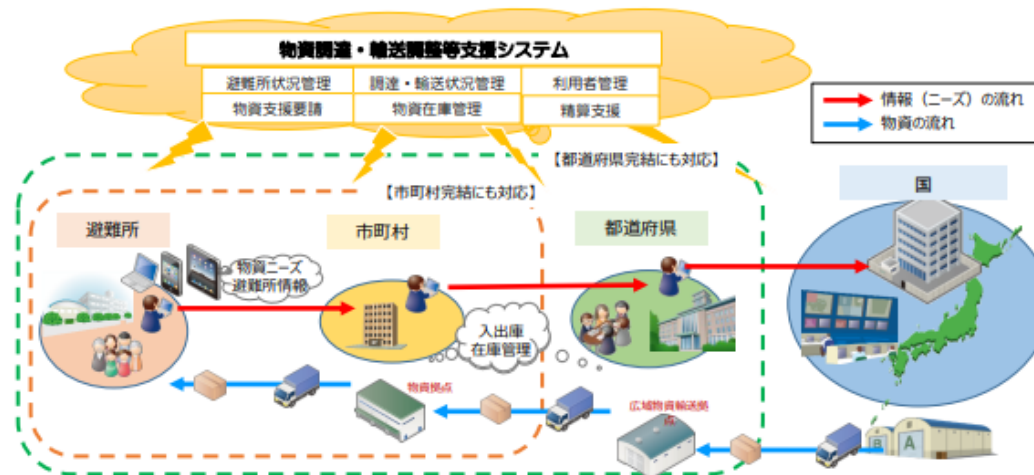 物資調達・輸送調整等支援システム
避難所状況管理
調達・輸送状況管理
利用者管理
物資支援要請
物資在庫管理
精算支援
情報（ニーズ）の流れ
物資の流れ
【都道府県完結にも対応】
【市町村完結にも対応】
国
避難所
市町村
都道府県
物資ニーズ
避難所情報
入出庫
在庫管理
物資拠点
広域物資輸送拠
点
B
A